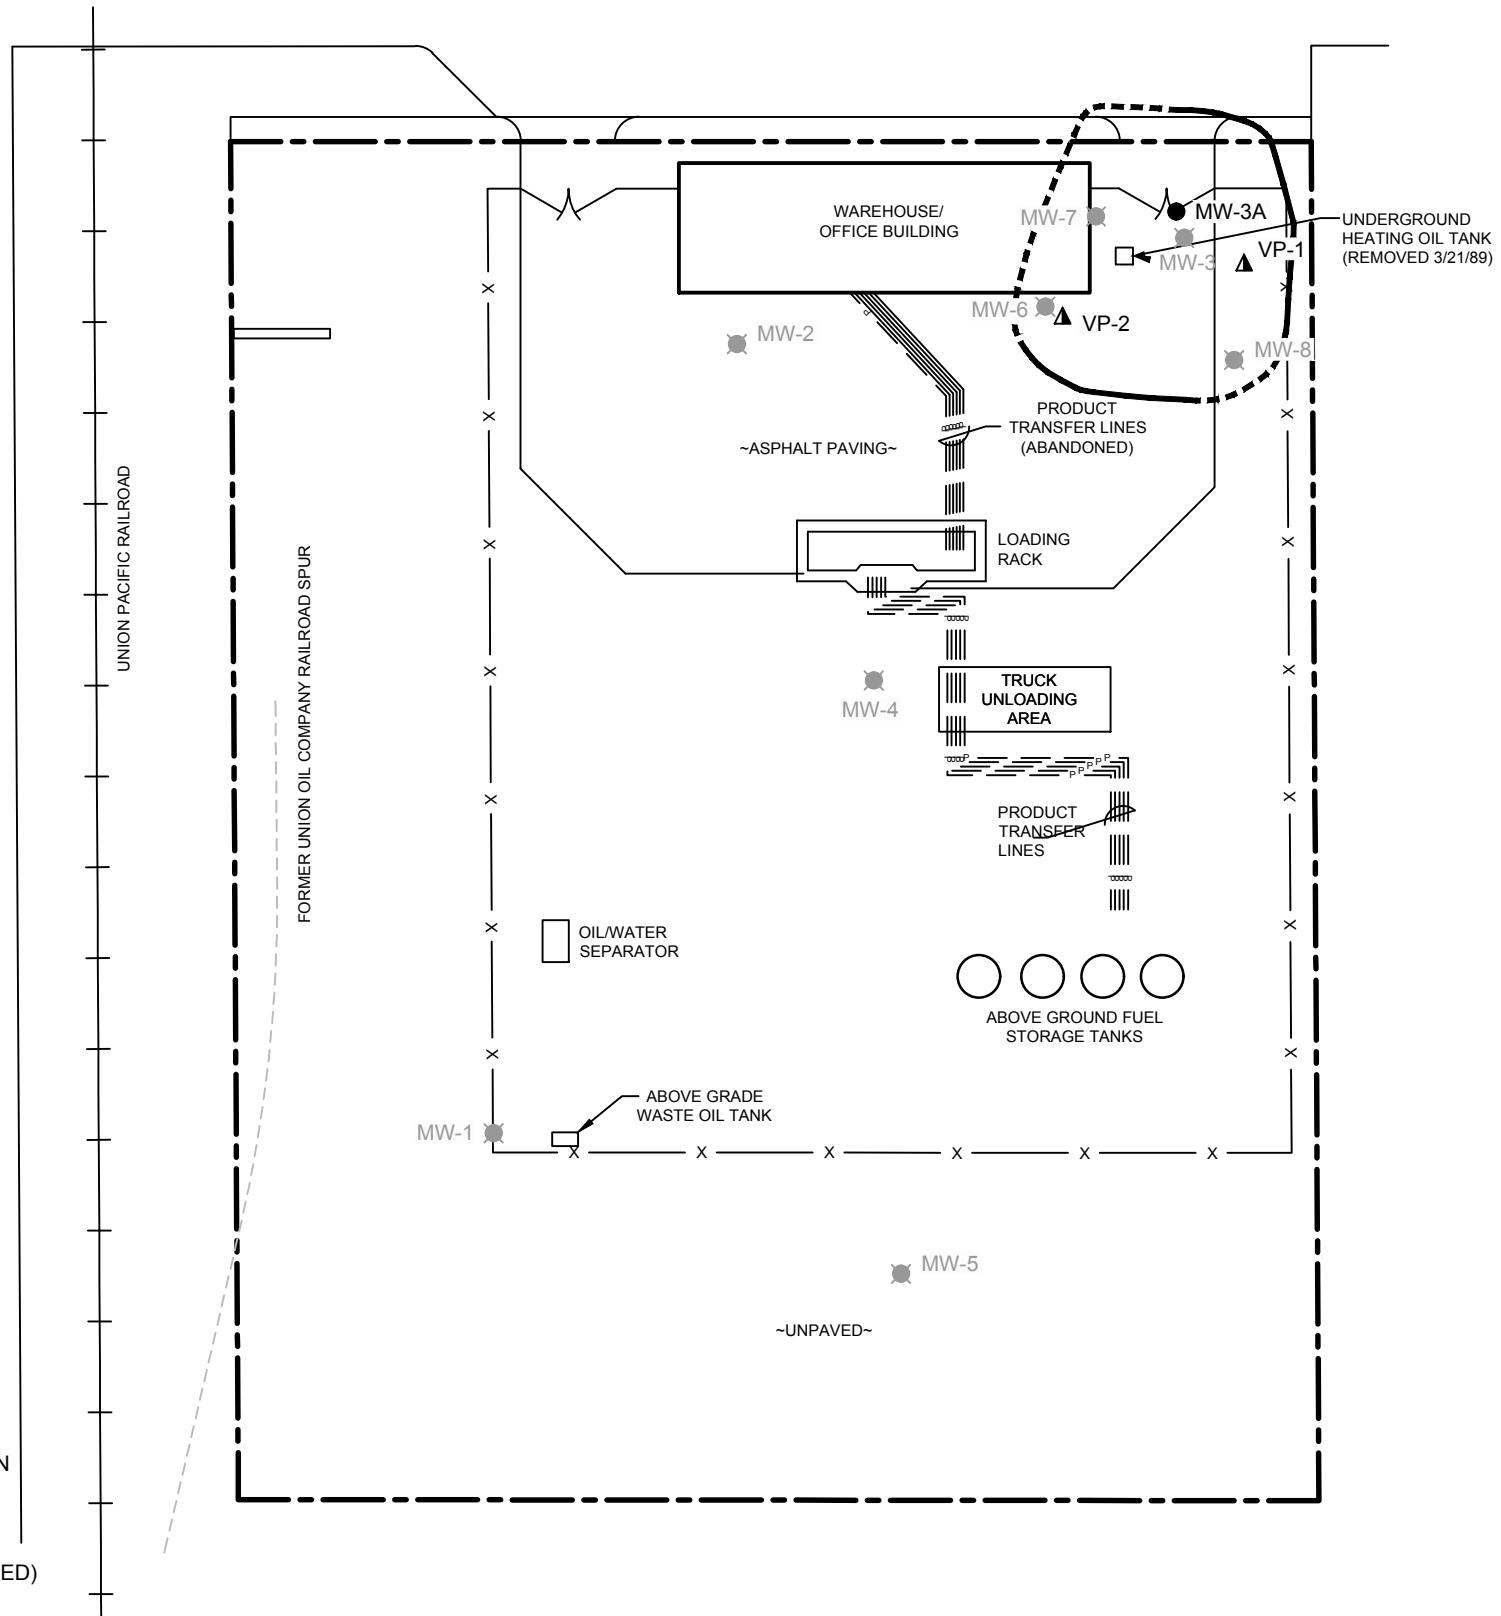 WAREHOUSE/
OFFICE BUILDING
MW-7
MW-3A
MW-3
VP-1
UNDERGROUND
HEATING OIL TANK
(REMOVED 3/21/89)
MW-6
VP-2
MW-2
MW-8
PRODUCT
TRANSFER LINES
(ABANDONED)
~ASPHALT PAVING~
LOADING
RACK
UNION PACIFIC RAILROAD
FORMER UNION OIL COMPANY RAILROAD SPUR
MW-4
TRUCK
UNLOADING
AREA
PRODUCT
TRANSFER
LINES
OIL/WATER
SEPARATOR
ABOVE GROUND FUEL
STORAGE TANKS
ABOVE GRADE
WASTE OIL TANK
MW-1
MW-5
~UNPAVED~
N
ED)